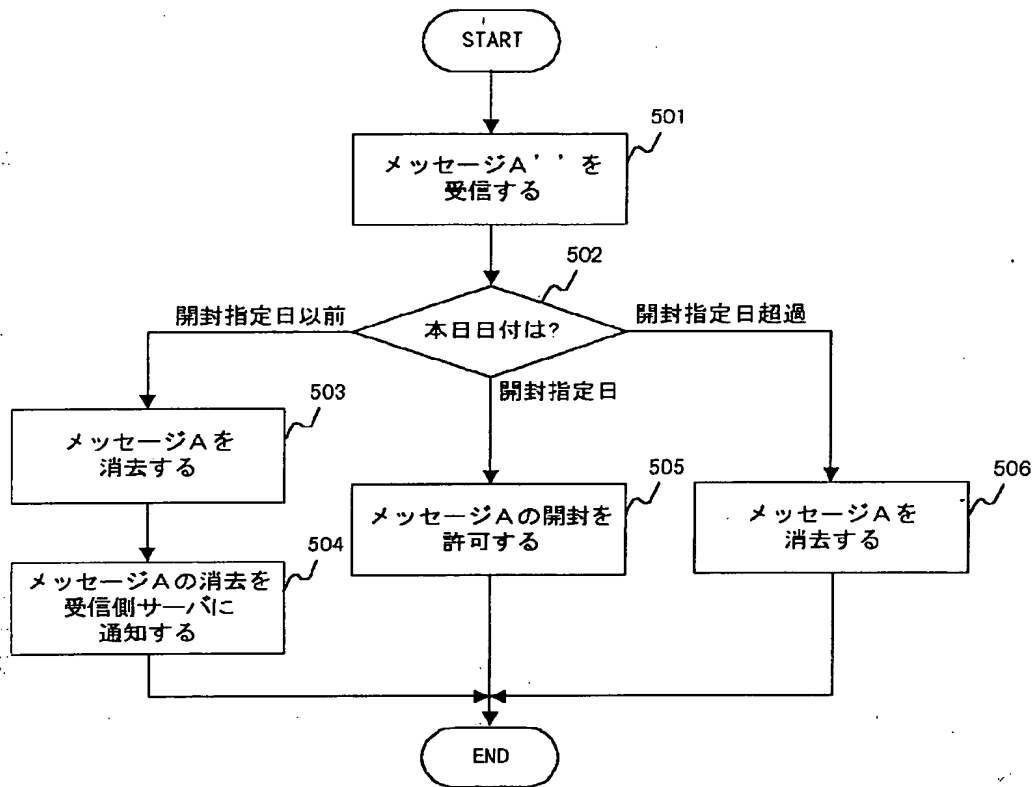 START
501
メッセージA''を
受信する
502
本日日付は?
開封指定日以前
開封指定日超過
開封指定日
503
メッセージAを
消去する
504
メッセージAの消去を
受信側サーバに
通知する
505
メッセージAの開封を
許可する
506
メッセージAを
消去する
END